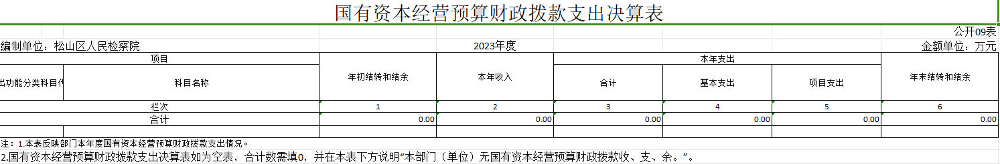 国有资本经营预算财政拨款支出决算表
公开09表
编制单位：松山区人民检察院 2023年度 金额单位：万元
项目 年初结转和结余 本年收入 本年支出 年末结转和结余
出功能分类科目代 科目名称 合计 基本支出 项目支出
栏次 1 2 3 4 5 6
合计 0.00 0.00 0.00 0.00 0.00 0.00
注：1.本表反映部门本年度国有资本经营预算财政拨款支出情况。
2.国有资本经营预算财政拨款支出决算表如为空表，合计数需填0，并在本表下方说明“本部门（单位）无国有资本经营预算财政拨款收、支、余。”。